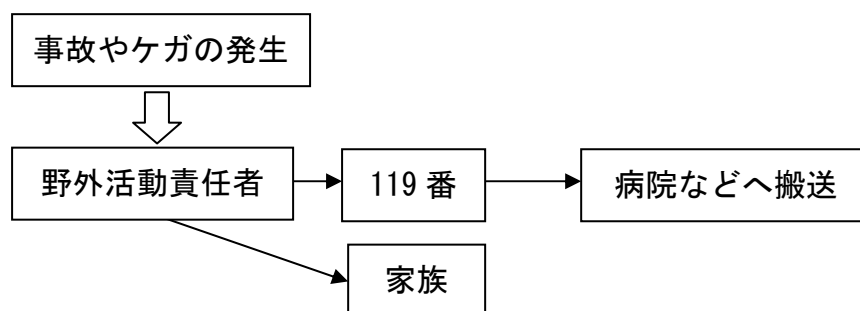 事故やケガの発生
野外活動責任者
119 番
病院などへ搬送
家族